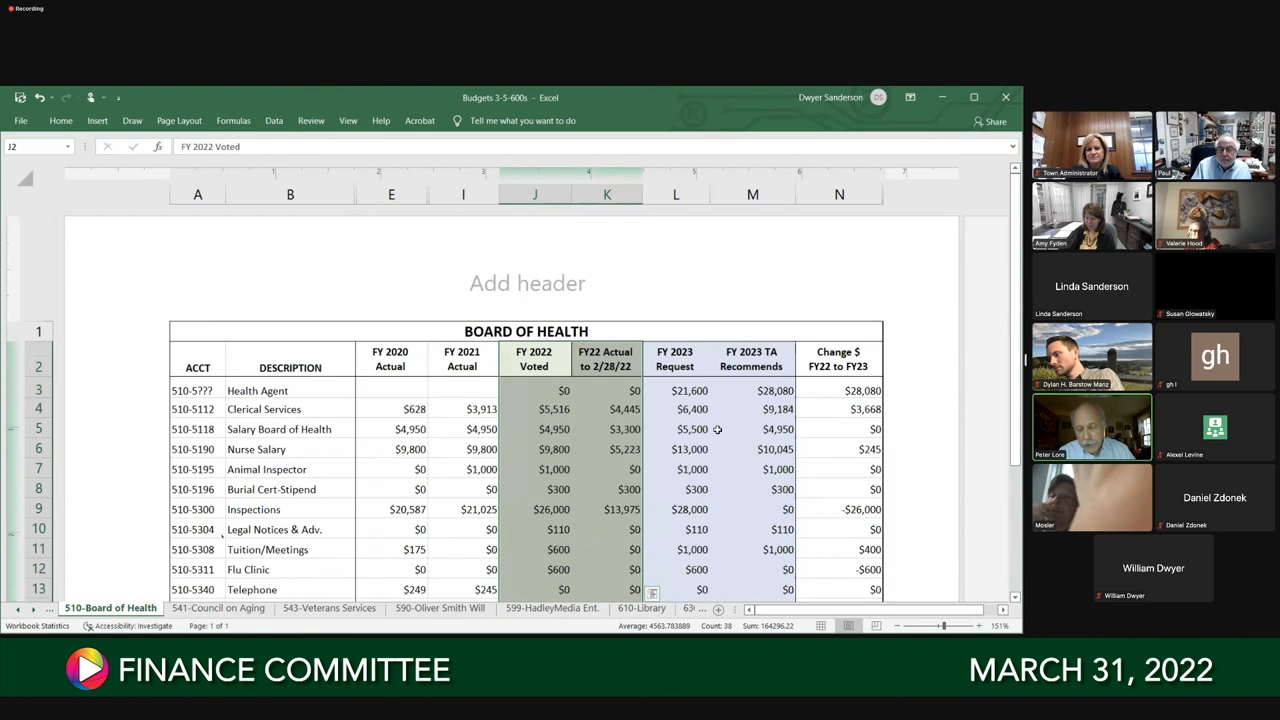 Recording
Budgets 3-5-600s - Excel
Dwyer Sanderson
DS
File Home Insert Draw Page Layout Formulas Data Review View Help Acrobat Tell me what you want to do Share
J2 fx FY 2022 Voted
1 2 3 4 5 6 7
A B E I J K L M N
Add header
1 BOARD OF HEALTH
2 ACCT DESCRIPTION FY 2020 Actual FY 2021 Actual FY 2022 Voted FY22 Actual to 2/28/22 FY 2023 Request FY 2023 TA Recommends Change $ FY22 to FY23
3 510-5??? Health Agent $0 $0 $21,600 $28,080 $28,080
4 510-5112 Clerical Services $628 $3,913 $5,516 $4,445 $6,400 $9,184 $3,668
5 510-5118 Salary Board of Health $4,950 $4,950 $4,950 $3,300 $5,500 $4,950 $0
6 510-5190 Nurse Salary $9,800 $9,800 $9,800 $5,223 $13,000 $10,045 $245
7 510-5195 Animal Inspector $0 $1,000 $1,000 $0 $1,000 $1,000 $0
8 510-5196 Burial Cert-Stipend $0 $0 $300 $300 $300 $300 $0
9 510-5300 Inspections $20,587 $21,025 $26,000 $13,975 $28,000 $0 -$26,000
10 510-5304 Legal Notices & Adv. $0 $0 $110 $0 $110 $110 $0
11 510-5308 Tuition/Meetings $175 $0 $600 $0 $1,000 $1,000 $400
12 510-5311 Flu Clinic $0 $0 $600 $0 $600 $0 -$600
13 510-5340 Telephone $249 $245 $0 $0 $0 $0 $0
510-Board of Health 541-Council on Aging 543-Veterans Services 590-Oliver Smith Will 599-HadleyMedia Ent. 610-Library 63 ...
Workbook Statistics Accessibility: Investigate Page: 1 of 1 Average: 4563.783889 Count: 38 Sum: 164296.22 151%
Town Administrator
Paul
Amy Fyden
Valerie Hood
Linda Sanderson
Linda Sanderson
Susan Glowatsky
Dylan H. Barstow Manz
gh
gh l
Peter Lore
Alexel Levine
Mosler
Daniel Zdonek
Daniel Zdonek
William Dwyer
William Dwyer
FINANCE COMMITTEE
MARCH 31, 2022